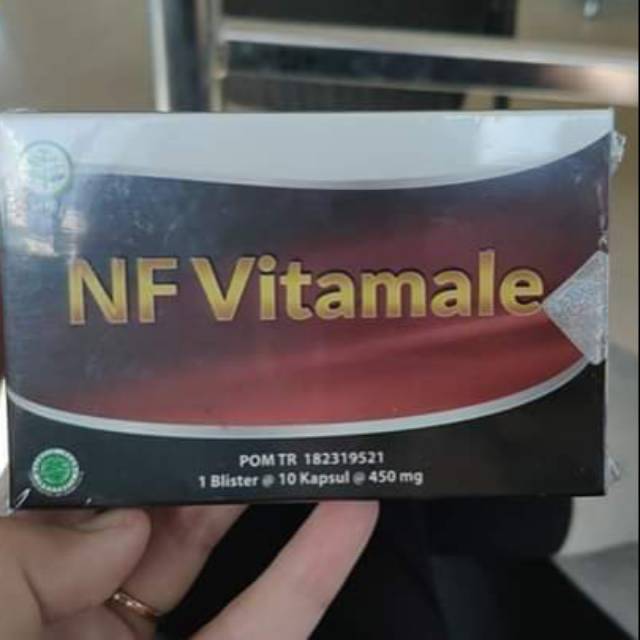 NF Vitamale
POM TR 182319521
1 Blister @ 10 Kapsul @ 450 mg